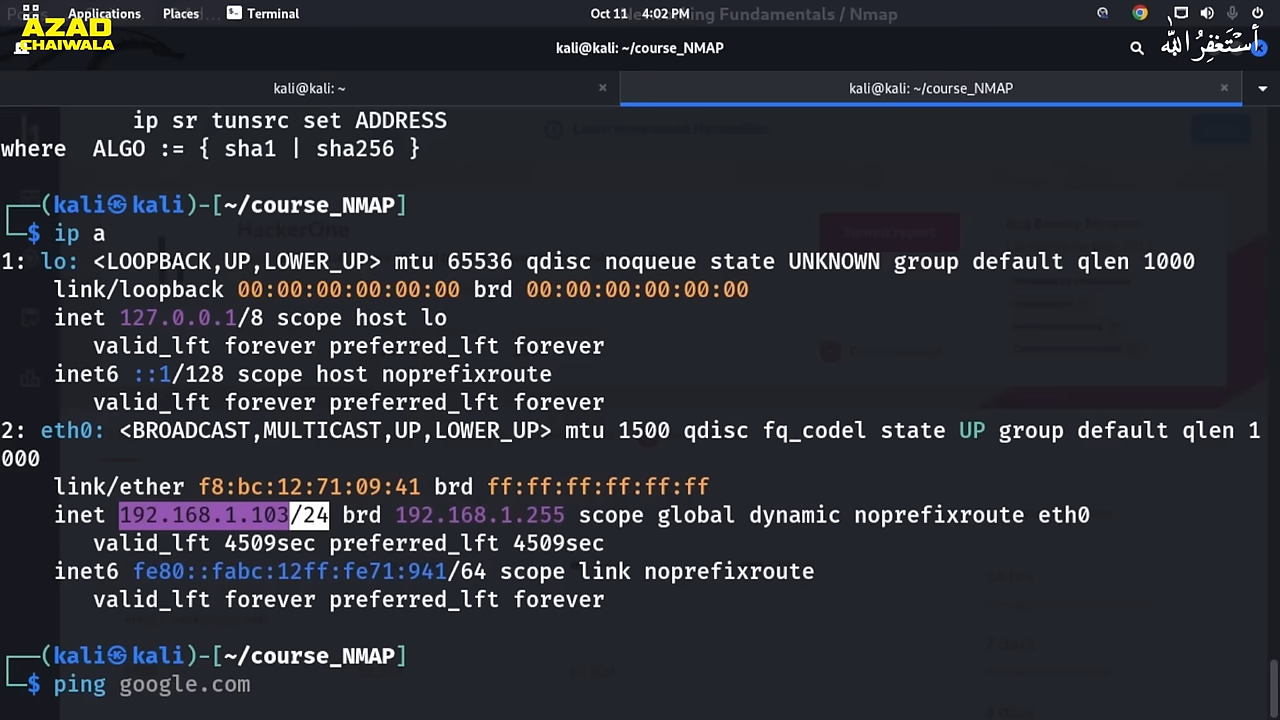 AZAD
CHAIWALA
Applications Places Terminal Oct 11 4:02 PM Networking Fundamentals / Nmap
أستغفر الله
kali@kali: ~/course_NMAP
kali@kali: ~ × kali@kali: ~/course_NMAP ×
ip sr tunsrc set ADDRESS
where ALGO := { sha1 | sha256 }
┌──(kali㉿kali)-[~/course_NMAP]
└─$ ip a
1: lo: <LOOPBACK,UP,LOWER_UP> mtu 65536 qdisc noqueue state UNKNOWN group default qlen 1000
link/loopback 00:00:00:00:00:00 brd 00:00:00:00:00:00
inet 127.0.0.1/8 scope host lo
valid_lft forever preferred_lft forever
inet6 ::1/128 scope host noprefixroute
valid_lft forever preferred_lft forever
2: eth0: <BROADCAST,MULTICAST,UP,LOWER_UP> mtu 1500 qdisc fq_codel state UP group default qlen 1
000
link/ether f8:bc:12:71:09:41 brd ff:ff:ff:ff:ff:ff
inet 192.168.1.103/24 brd 192.168.1.255 scope global dynamic noprefixroute eth0
valid_lft 4509sec preferred_lft 4509sec
inet6 fe80::fabc:12ff:fe71:941/64 scope link noprefixroute
valid_lft forever preferred_lft forever
┌──(kali㉿kali)-[~/course_NMAP]
└─$ ping google.com